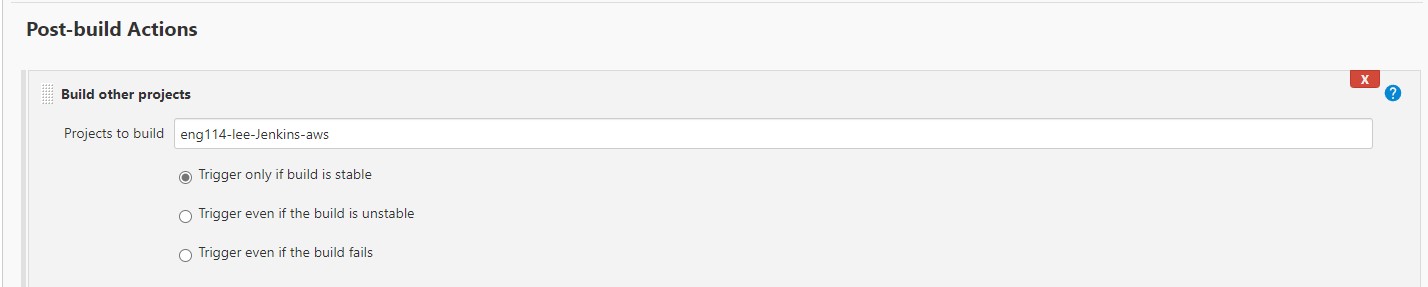 Post-build Actions
X
Build other projects
?
Projects to build eng114-lee-Jenkins-aws
Trigger only if build is stable
Trigger even if the build is unstable
Trigger even if the build fails